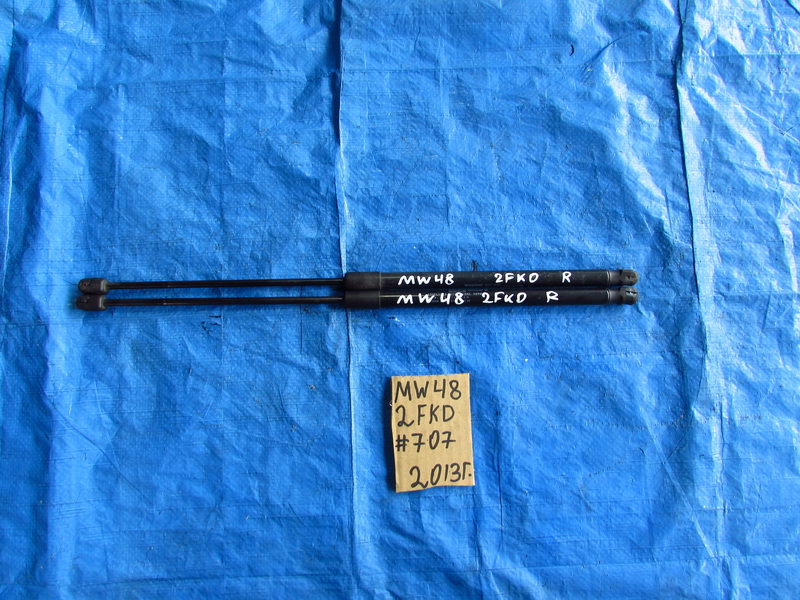 MW48 2FKD R
MW48 2FKD R
MW48
2FKD
#707
2013г.